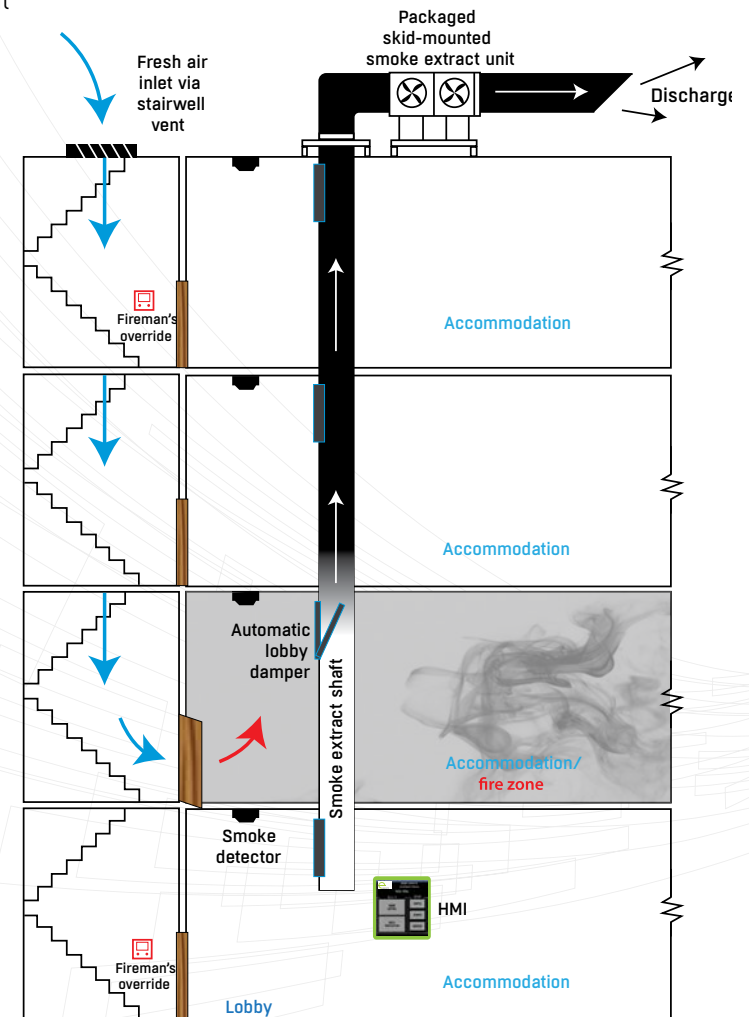 Packaged
skid-mounted
smoke extract unit
Fresh air
inlet via
stairwell
vent
Discharge
Fireman's
override
Accommodation
Accommodation
Automatic
lobby
damper
Smoke extract shaft
Accommodation/
fire zone
Smoke
detector
HMI
Fireman's
override
Accommodation
Lobby